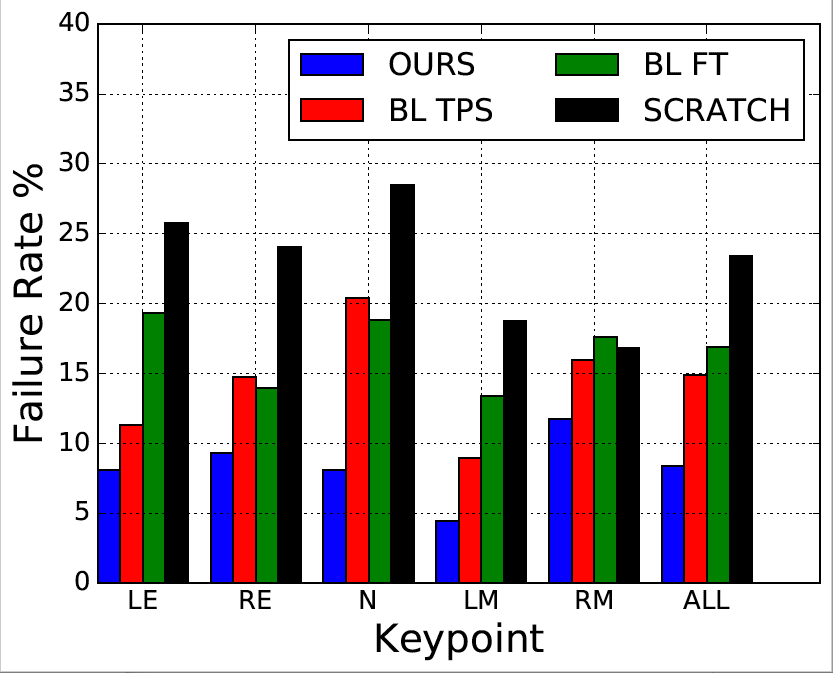 40
35
30
25
20
15
10
5
0
Failure Rate %
OURS BL FT
BL TPS SCRATCH
LE RE N LM RM ALL
Keypoint